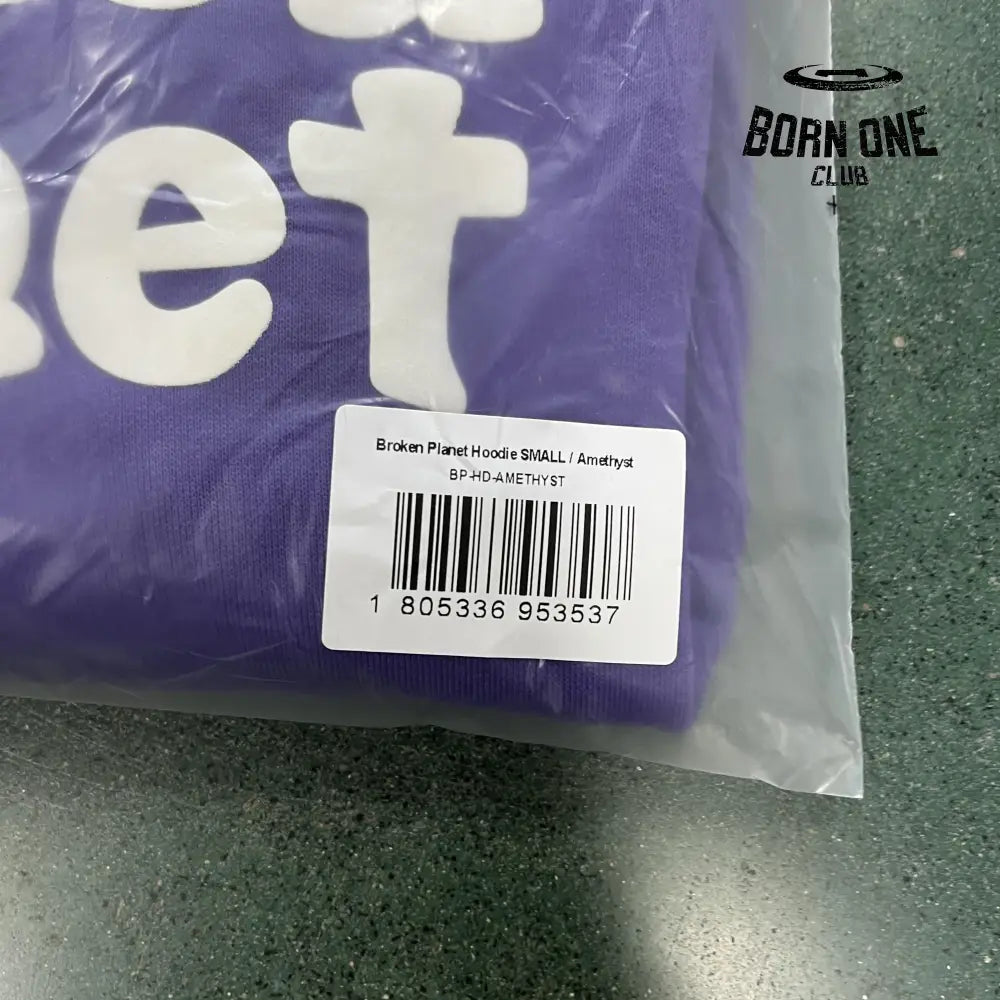 BORN ONE
CLUB
et
Broken Planet Hoodie SMALL / Amethyst
BP-HD-AMETHYST
1 805336 953537